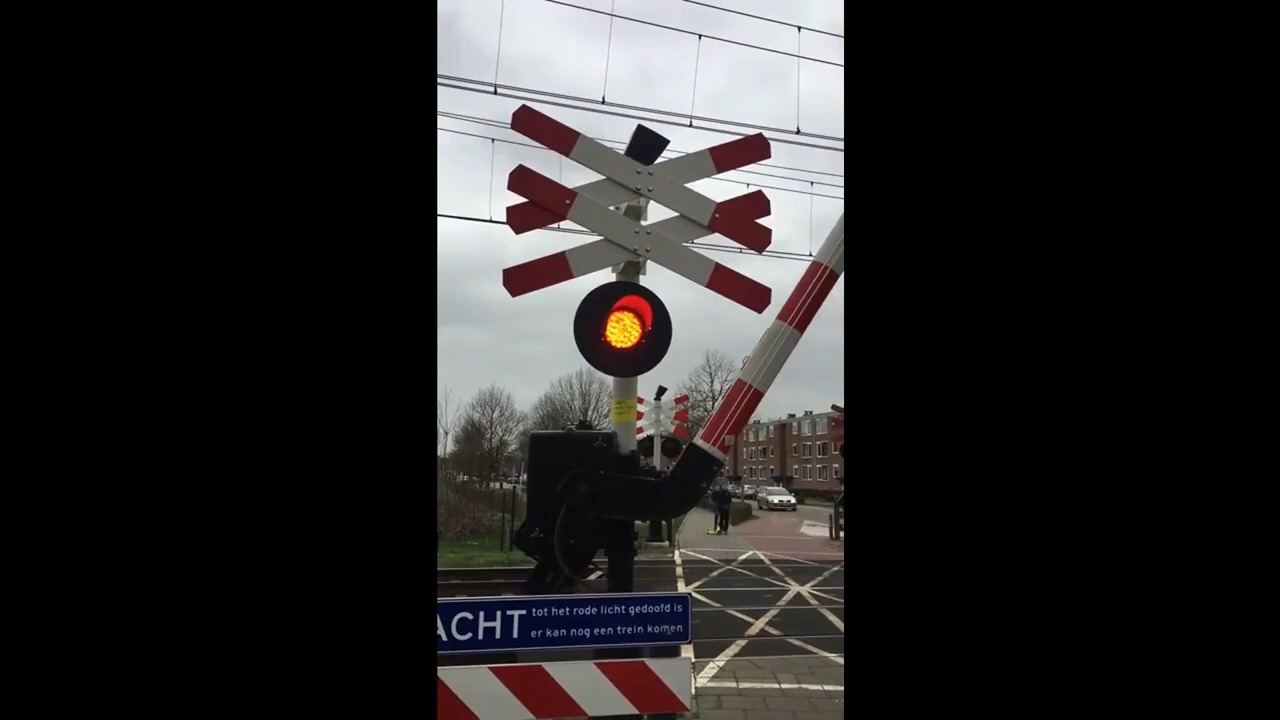 ACHT
tot het rode licht gedoofd is
er kan nog een trein komen